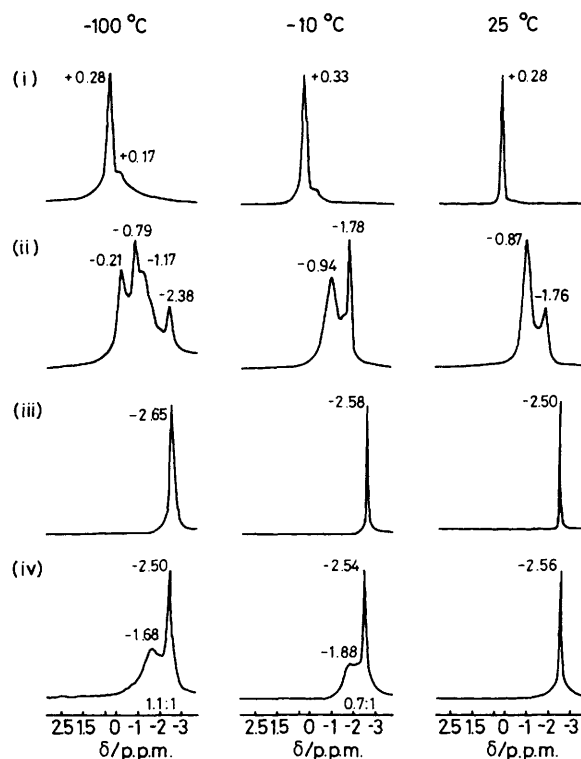 -100 °C -10 °C 25 °C
(i) +0.28 +0.17 +0.33 +0.28
(ii) -0.21 -0.79 -1.17 -2.38 -0.94 -1.78 -0.87 -1.76
(iii) -2.65 -2.58 -2.50
(iv) -1.68 -2.50 -1.88 -2.54 -2.56
1.1:1 0.7:1
2.5 1.5 0 -1 -2 -3 2.5 1.5 0 -1 -2 -3 2.5 1.5 0 -1 -2 -3
δ/p.p.m. δ/p.p.m. δ/p.p.m.